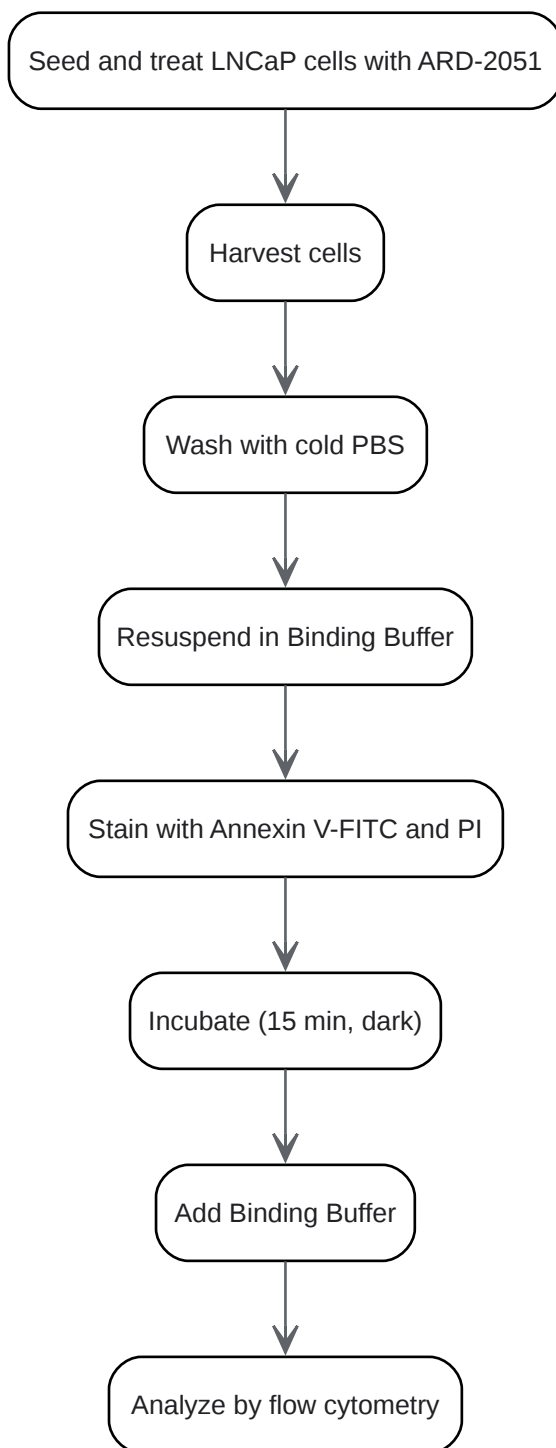 Seed and treat LNCaP cells with ARD-2051
Harvest cells
Wash with cold PBS
Resuspend in Binding Buffer
Stain with Annexin V-FITC and PI
Incubate (15 min, dark)
Add Binding Buffer
Analyze by flow cytometry